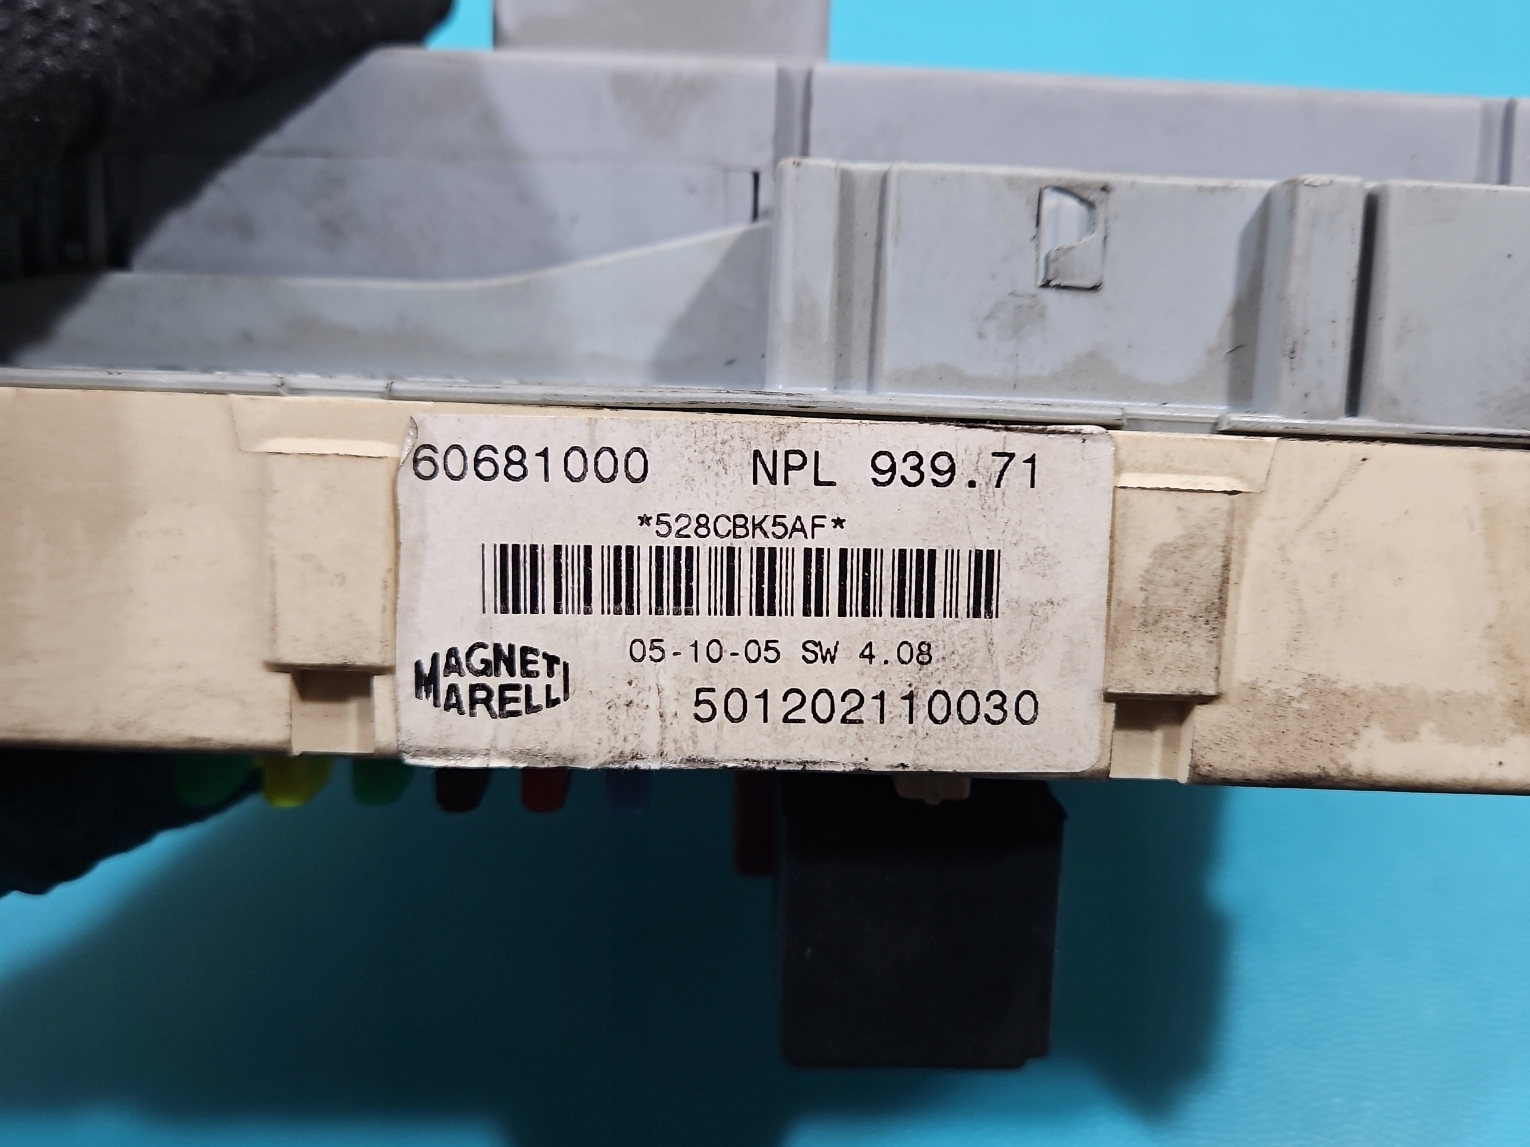 60681000 NPL 939.71
*528CBK5AF*
05-10-05 SW 4.08
MAGNETI
MARELLI
501202110030